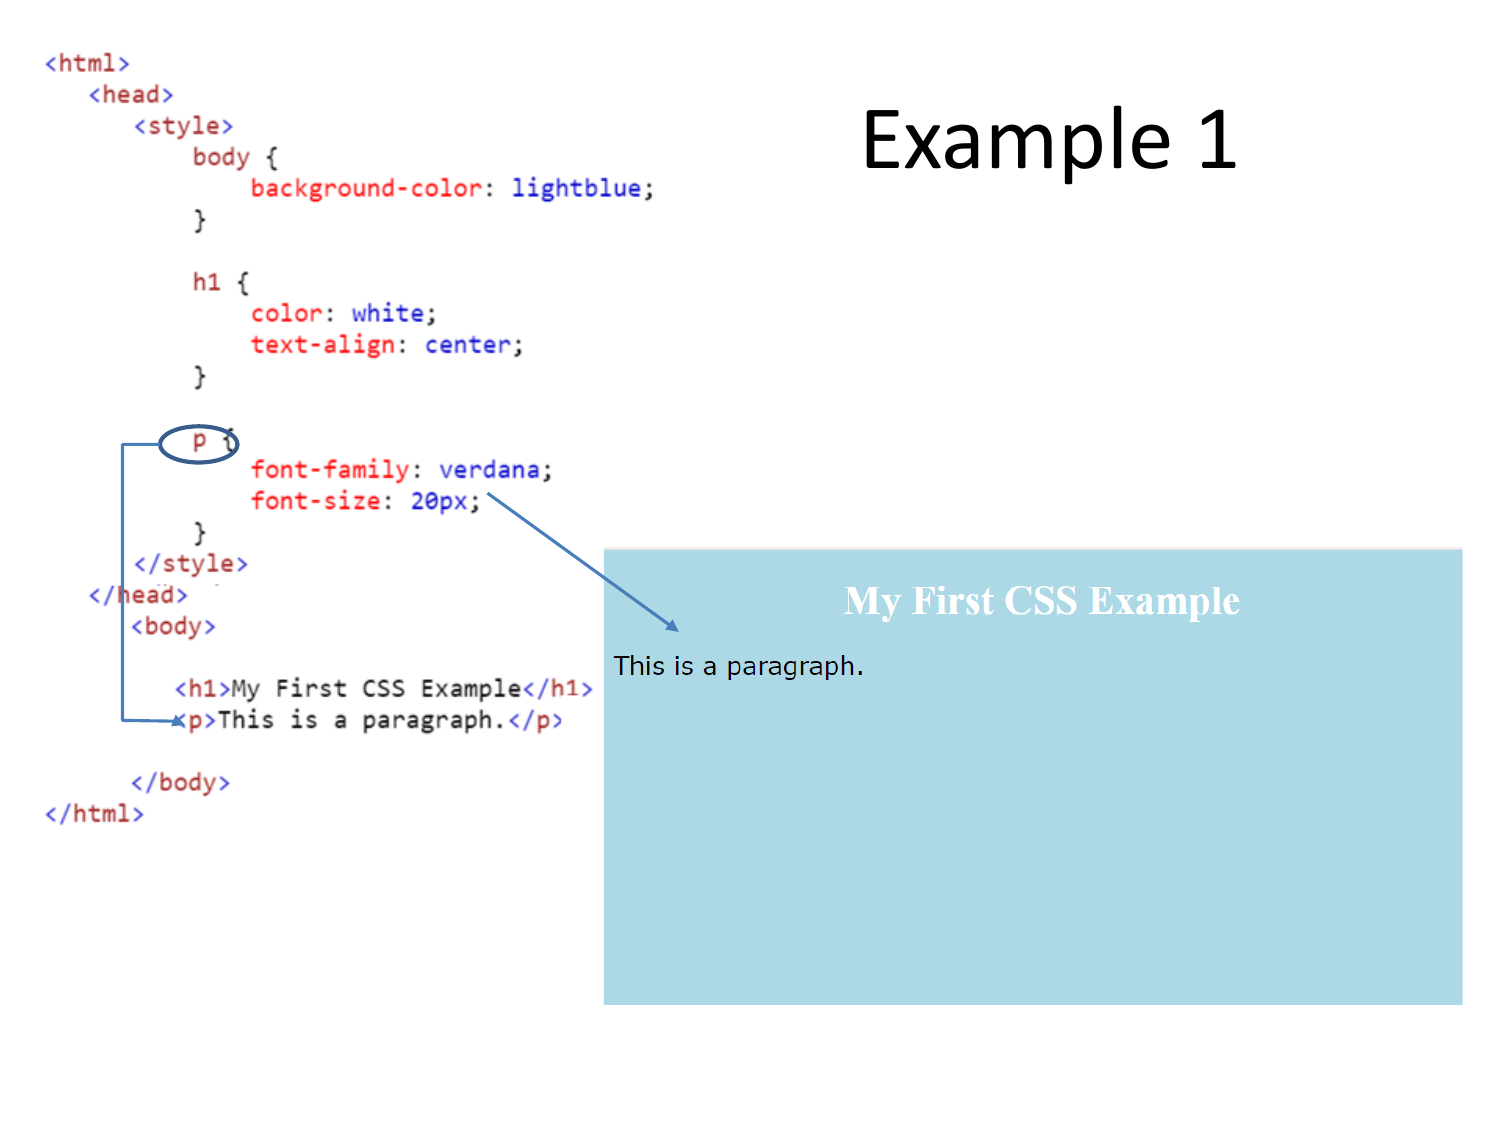 <html>
<head>
<style>
body {
background-color: lightblue;
}
h1 {
color: white;
text-align: center;
}
p {
font-family: verdana;
font-size: 20px;
}
</style>
</head>
<body>
<h1>My First CSS Example</h1>
<p>This is a paragraph.</p>
</body>
</html>
Example 1
My First CSS Example
This is a paragraph.